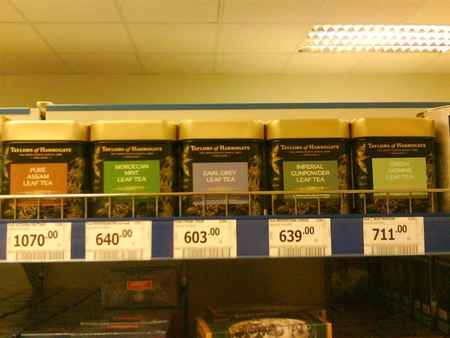 TAYLORS of HARROGATE
PURE
ASSAM
LEAF TEA
TAYLORS of HARROGATE
MOROCCAN
MINT
LEAF TEA
TAYLORS of HARROGATE
EARL GREY
LEAF TEA
TAYLORS of HARROGATE
IMPERIAL
GUNPOWDER
LEAF TEA
TAYLORS of HARROGATE
GREEN
JASMINE
LEAF TEA
1070.00
640.00
603.00
639.00
711.00